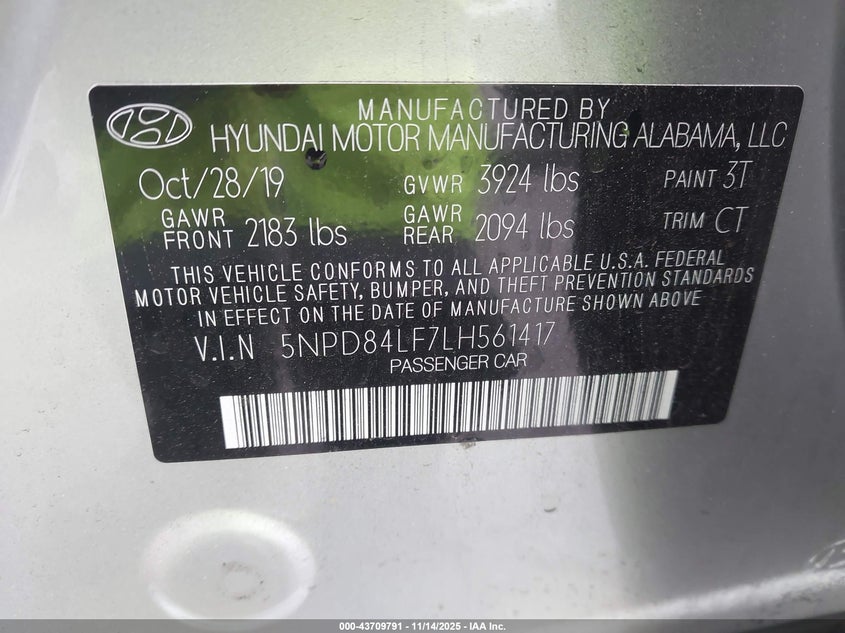 MANUFACTURED BY
HYUNDAI MOTOR MANUFACTURING ALABAMA, LLC
Oct/28/19 GVWR 3924 lbs PAINT 3T
GAWR FRONT 2183 lbs GAWR REAR 2094 lbs TRIM CT
THIS VEHICLE CONFORMS TO ALL APPLICABLE U.S.A. FEDERAL
MOTOR VEHICLE SAFETY, BUMPER, AND THEFT PREVENTION STANDARDS
IN EFFECT ON THE DATE OF MANUFACTURE SHOWN ABOVE
V.I.N 5NPD84LF7LH561417
PASSENGER CAR
000-43709791 - 11/14/2025 - IAA Inc.